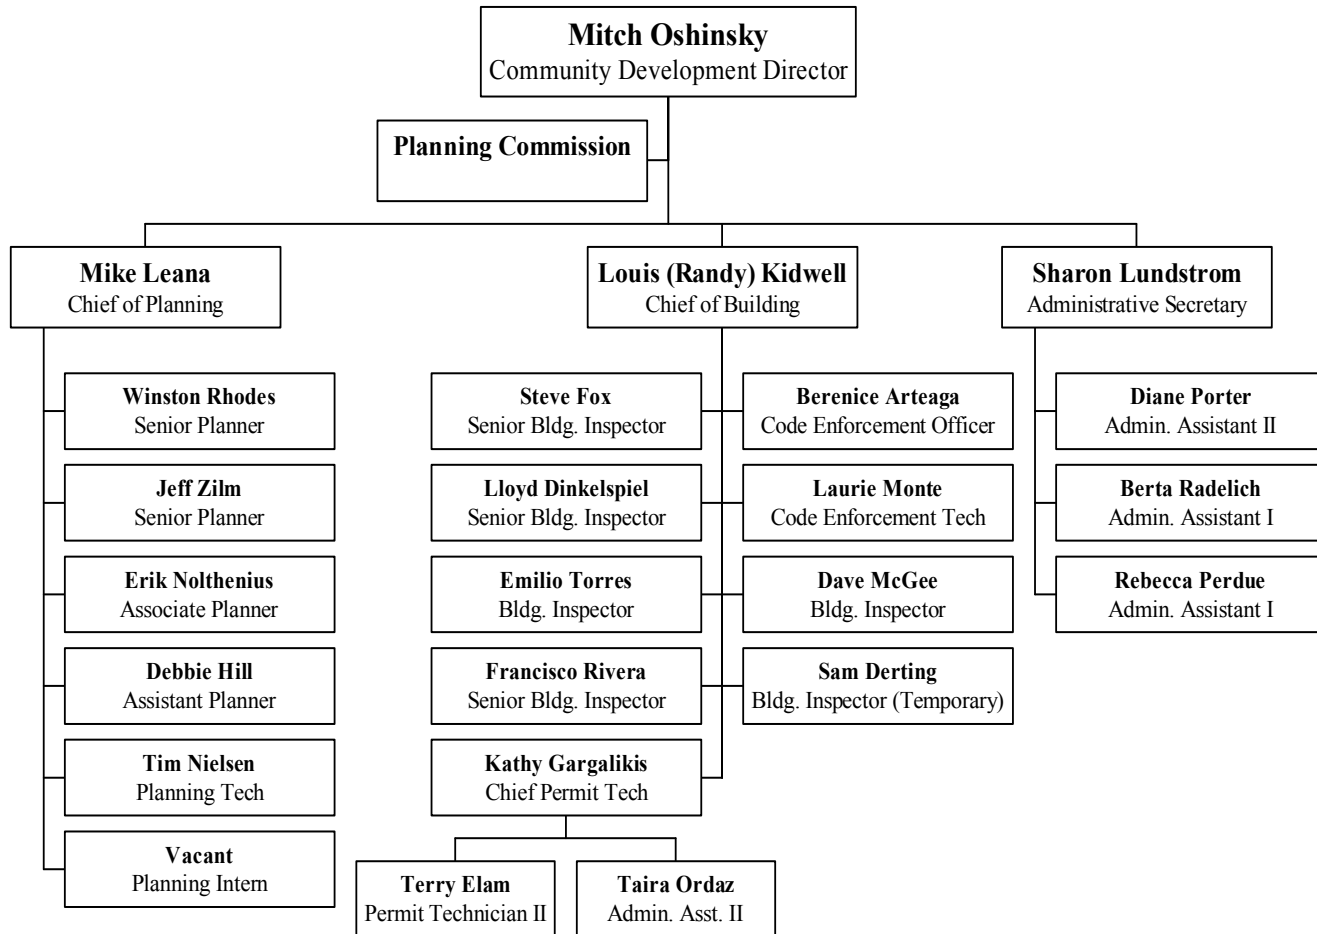 Mitch Oshinsky
Community Development Director
Planning Commission
Mike Leana
Chief of Planning
Louis (Randy) Kidwell
Chief of Building
Sharon Lundstrom
Administrative Secretary
Winston Rhodes
Senior Planner
Jeff Zilm
Senior Planner
Erik Nolthenius
Associate Planner
Debbie Hill
Assistant Planner
Tim Nielsen
Planning Tech
Vacant
Planning Intern
Steve Fox
Senior Bldg. Inspector
Lloyd Dinkelspiel
Senior Bldg. Inspector
Emilio Torres
Bldg. Inspector
Francisco Rivera
Senior Bldg. Inspector
Kathy Gargalikis
Chief Permit Tech
Terry Elam
Permit Technician II
Taira Ordaz
Admin. Asst. II
Berenice Arteaga
Code Enforcement Officer
Laurie Monte
Code Enforcement Tech
Dave McGee
Bldg. Inspector
Sam Derting
Bldg. Inspector (Temporary)
Diane Porter
Admin. Assistant II
Berta Radelich
Admin. Assistant I
Rebecca Perdue
Admin. Assistant I